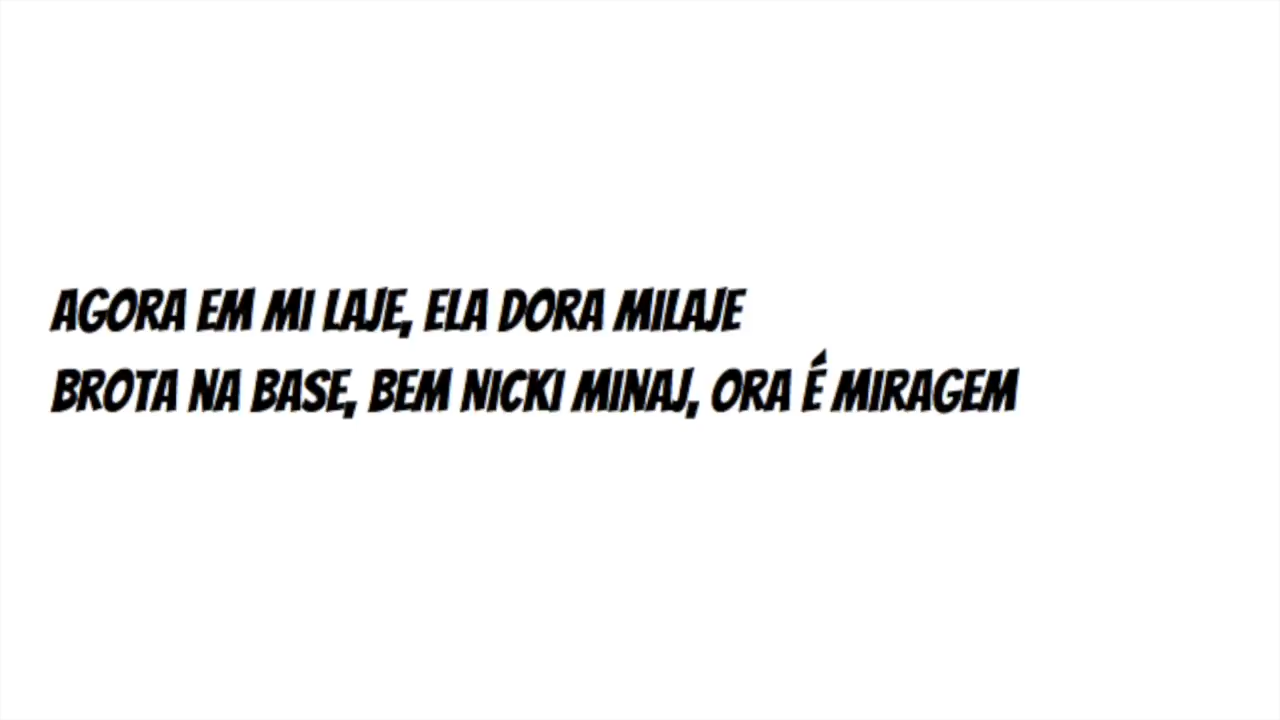 AGORA EM MI LAJE, ELA DORA MILAJE
BROTA NA BASE, BEM NICKI MINAJ, ORA É MIRAGEM